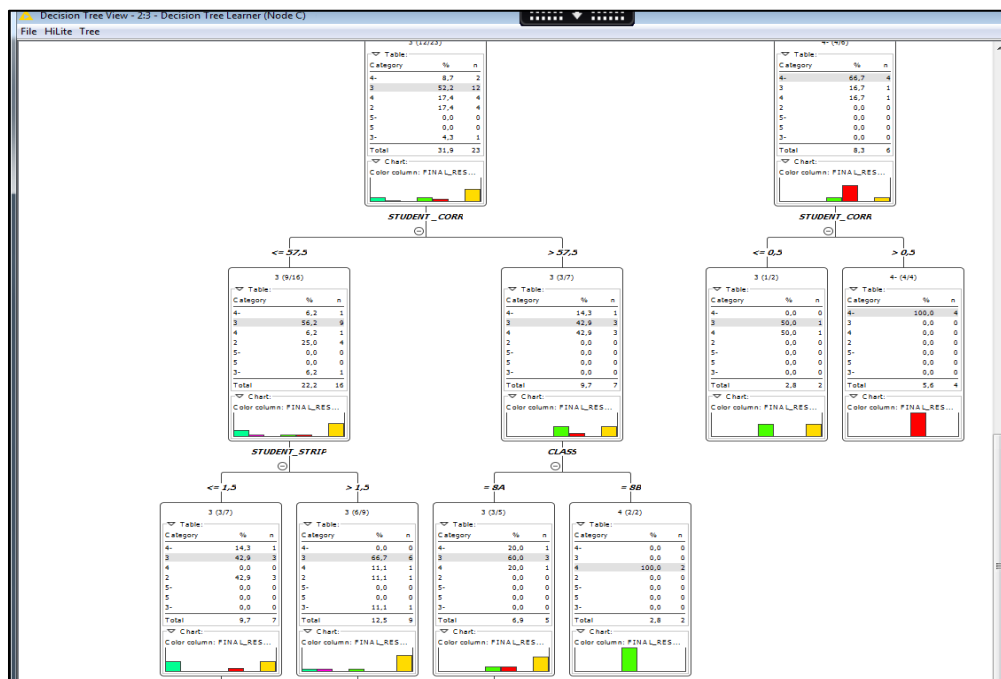 Decision Tree View - 2:3 - Decision Tree Learner (Node C)
File HiLite Tree
3 (12/23)
Table:
Category % n
4- 8,7 2
3 52,2 12
4 17,4 4
2 17,4 4
5- 0,0 0
5 0,0 0
3- 4,3 1
Total 31,9 23
Chart:
Color column: FINAL_RES...
4- (4/6)
Table:
Category % n
4- 66,7 4
3 16,7 1
4 16,7 1
2 0,0 0
5- 0,0 0
5 0,0 0
3- 0,0 0
Total 8,3 6
Chart:
Color column: FINAL_RES...
STUDENT_CORR
STUDENT_CORR
<= 57,5
> 57,5
<= 0,5
> 0,5
3 (9/16)
Table:
Category % n
4- 6,2 1
3 56,2 9
4 6,2 1
2 25,0 4
5- 0,0 0
5 0,0 0
3- 6,2 1
Total 22,2 16
Chart:
Color column: FINAL_RES...
3 (3/7)
Table:
Category % n
4- 14,3 1
3 42,9 3
4 42,9 3
2 0,0 0
5- 0,0 0
5 0,0 0
3- 0,0 0
Total 9,7 7
Chart:
Color column: FINAL_RES...
3 (1/2)
Table:
Category % n
4- 0,0 0
3 50,0 1
4 50,0 1
2 0,0 0
5- 0,0 0
5 0,0 0
3- 0,0 0
Total 2,8 2
Chart:
Color column: FINAL_RES...
4- (4/4)
Table:
Category % n
4- 100,0 4
3 0,0 0
4 0,0 0
2 0,0 0
5- 0,0 0
5 0,0 0
3- 0,0 0
Total 5,6 4
Chart:
Color column: FINAL_RES...
STUDENT_STRIP
CLASS
<= 1,5
> 1,5
= 8A
= 8B
3 (3/7)
Table:
Category % n
4- 14,3 1
3 42,9 3
4 0,0 0
2 42,9 3
5- 0,0 0
5 0,0 0
3- 0,0 0
Total 9,7 7
Chart:
Color column: FINAL_RES...
3 (6/9)
Table:
Category % n
4- 0,0 0
3 66,7 6
4 11,1 1
2 11,1 1
5- 0,0 0
5 0,0 0
3- 11,1 1
Total 12,5 9
Chart:
Color column: FINAL_RES...
3 (3/5)
Table:
Category % n
4- 20,0 1
3 60,0 3
4 20,0 1
2 0,0 0
5- 0,0 0
5 0,0 0
3- 0,0 0
Total 6,9 5
Chart:
Color column: FINAL_RES...
4 (2/2)
Table:
Category % n
4- 0,0 0
3 0,0 0
4 100,0 2
2 0,0 0
5- 0,0 0
5 0,0 0
3- 0,0 0
Total 2,8 2
Chart:
Color column: FINAL_RES...